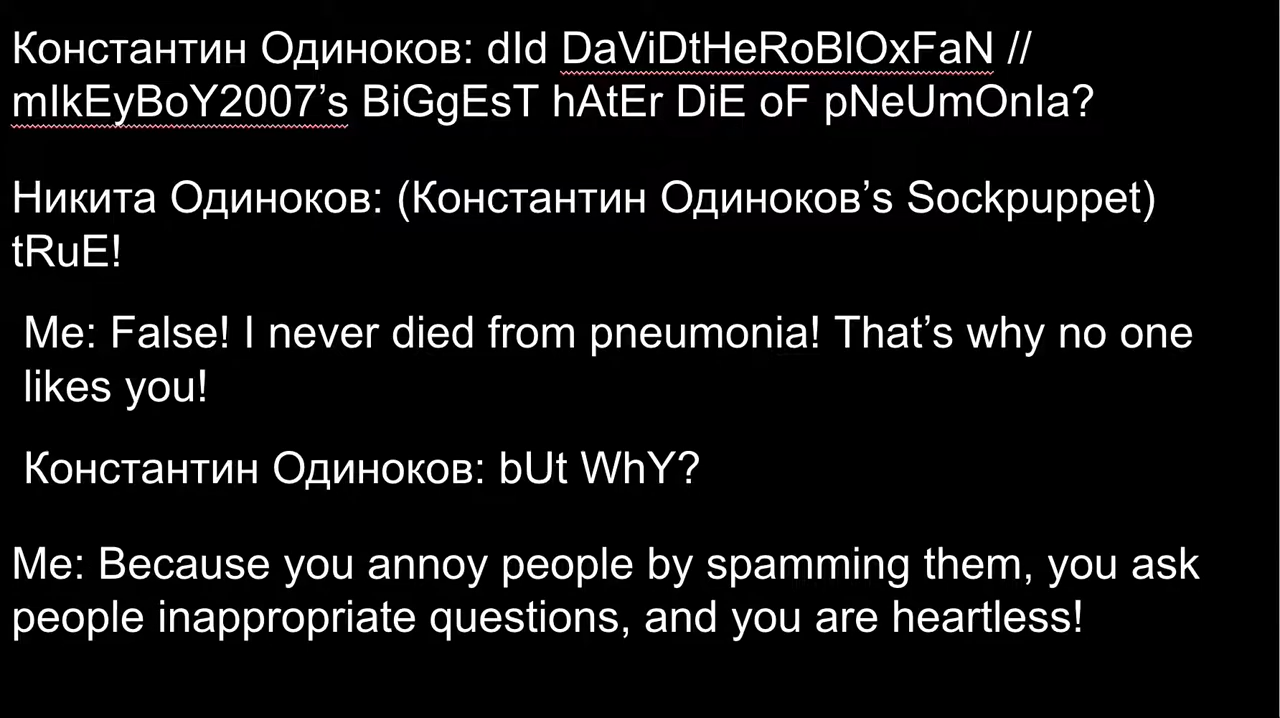 Константин Одиноков: dId DaViDtHeRoBlOxFaN //
mIkEyBoY2007’s BiGgEsT hAtEr DiE oF pNeUmOnIa?
Никита Одиноков: (Константин Одиноков’s Sockpuppet)
tRuE!
Me: False! I never died from pneumonia! That’s why no one
likes you!
Константин Одиноков: bUt WhY?
Me: Because you annoy people by spamming them, you ask
people inappropriate questions, and you are heartless!